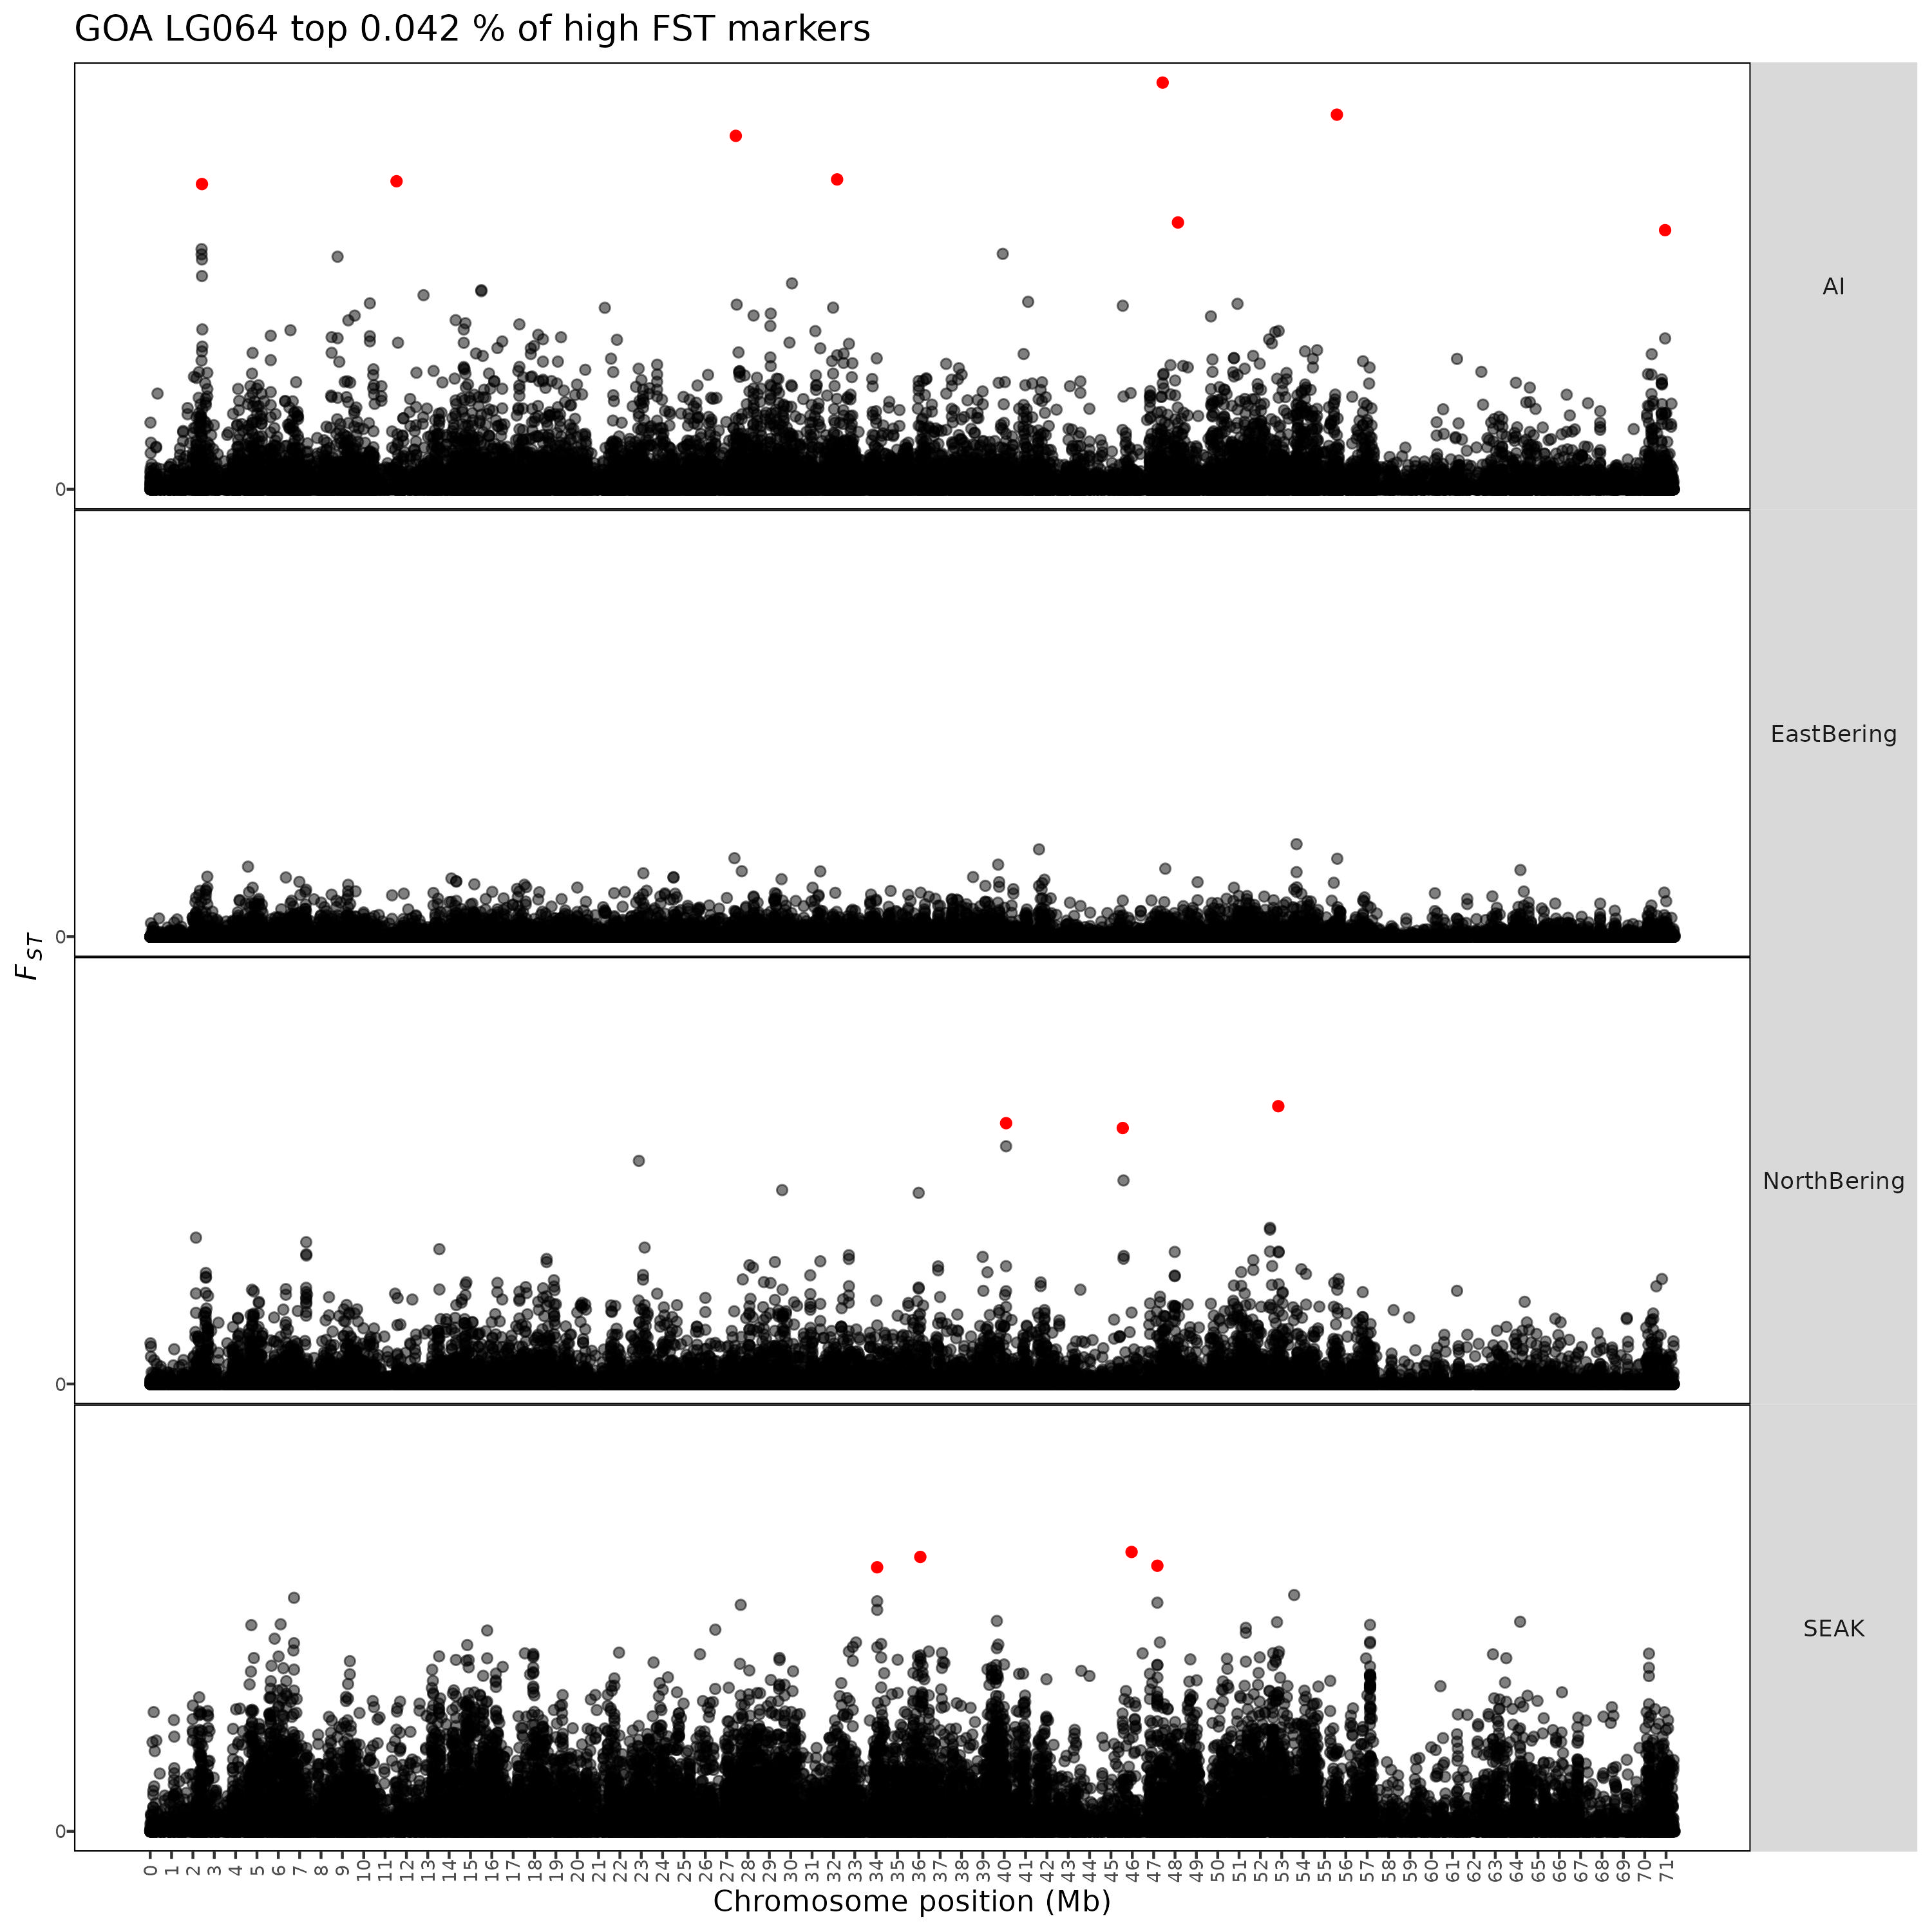 GOA LG064 top 0.042 % of high FST markers
AI
0
EastBering
0
FST
NorthBering
0
SEAK
0
0 1 2 3 4 5 6 7 8 9 10 11 12 13 14 15 16 17 18 19 20 21 22 23 24 25 26 27 28 29 30 31 32 33 34 35 36 37 38 39 40 41 42 43 44 45 46 47 48 49 50 51 52 53 54 55 56 57 58 59 60 61 62 63 64 65 66 67 68 69 70 71
Chromosome position (Mb)